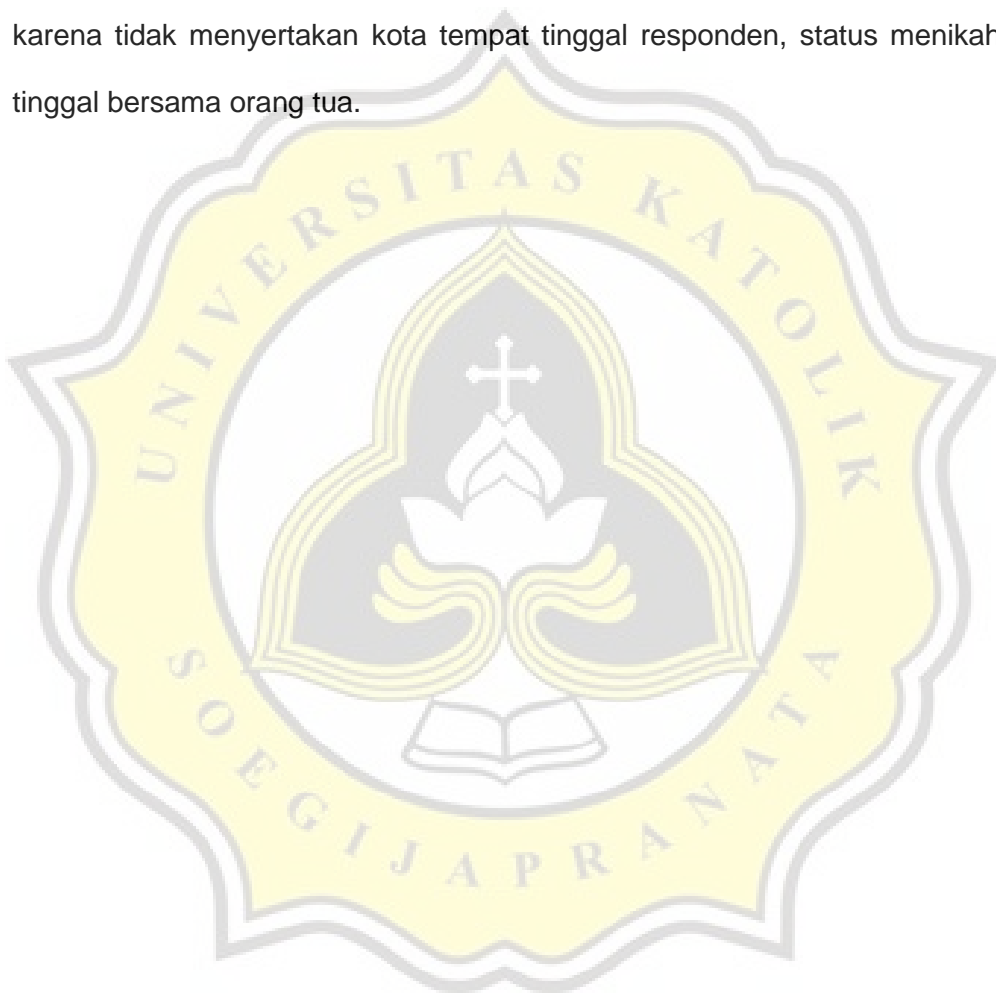 karena tidak menyertakan kota tempat tinggal responden, status menikah
tinggal bersama orang tua.
UNIVERSITAS KATOLIK
SOEGIJAPRANATA